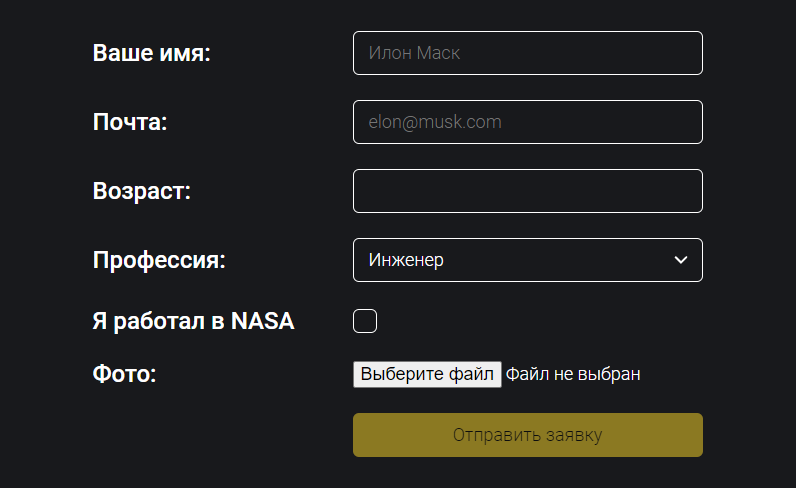 Ваше имя: Илон Маск
Почта: elon@musk.com
Возраст:
Профессия: Инженер
Я работал в NASA
Фото: Выберите файл Файл не выбран
Отправить заявку